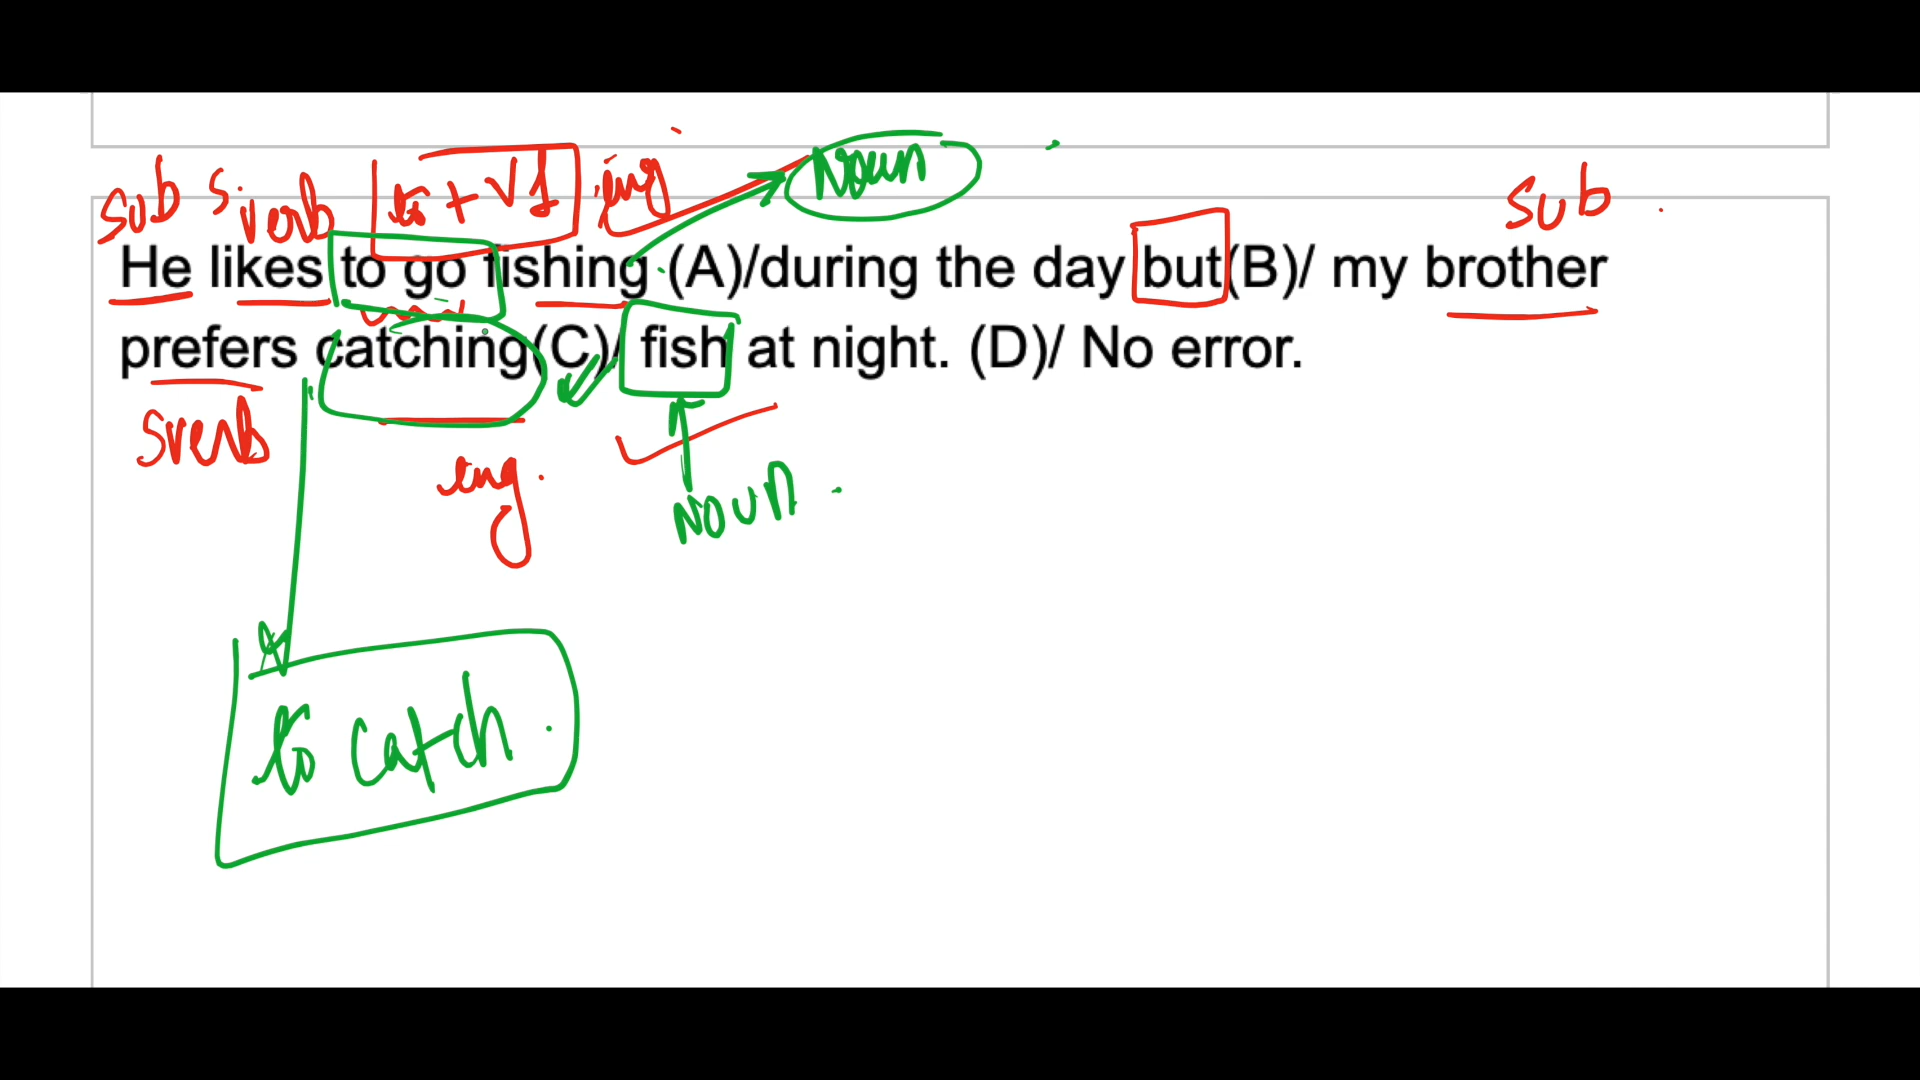 sub s verb to + V1 ing Noun sub
He likes to go fishing (A)/during the day but(B)/ my brother
prefers catching(C)/ fish at night. (D)/ No error.
sverb
ing
Noun
to catch